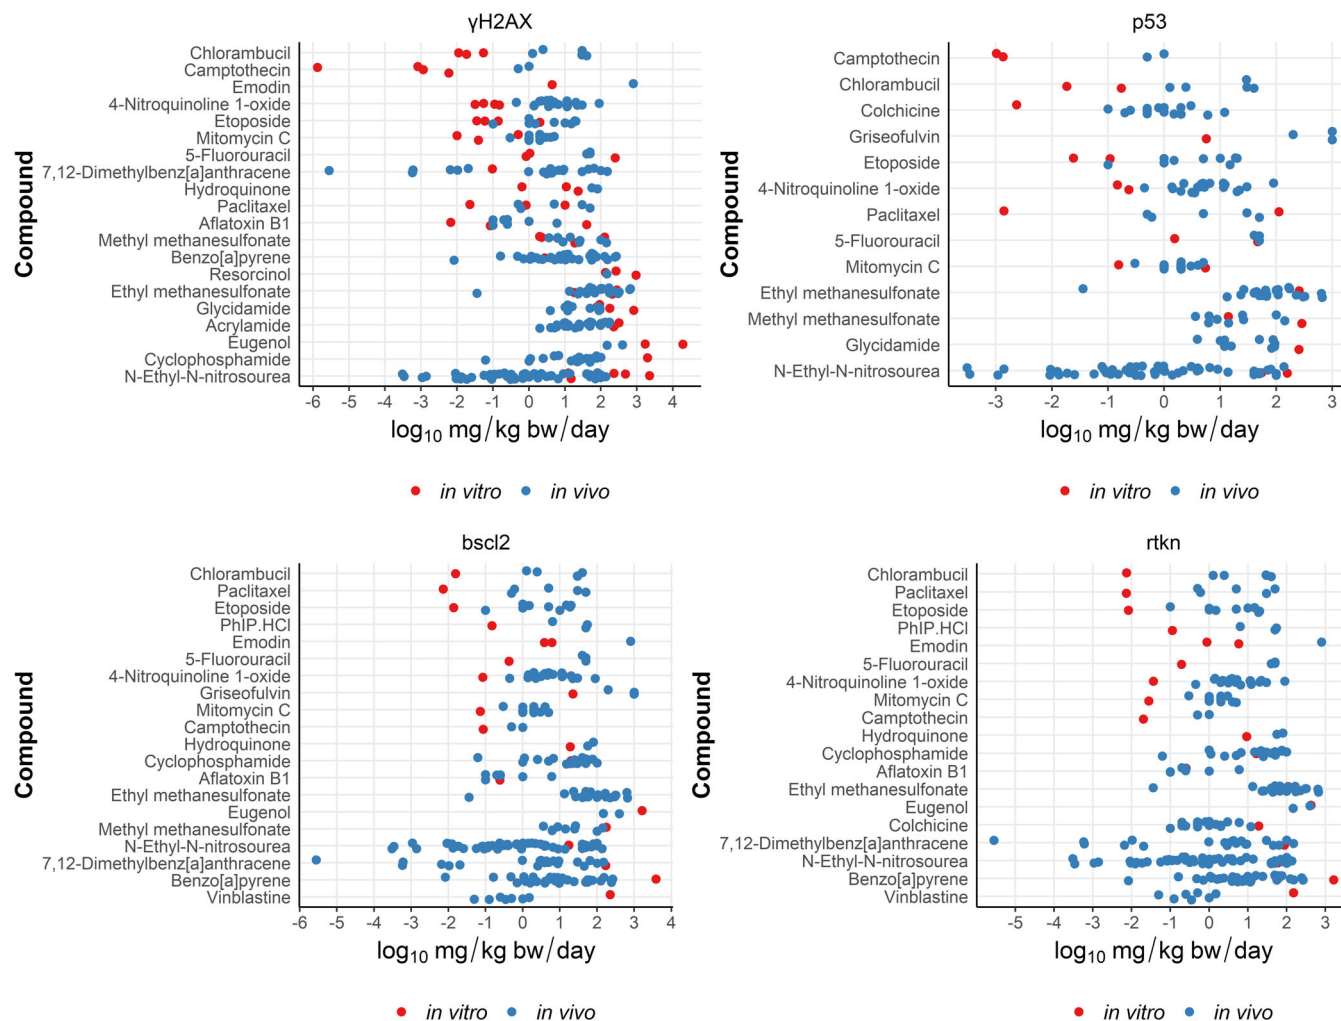 γH2AX
Compound
Chlorambucil
Camptothecin
Emodin
4-Nitroquinoline 1-oxide
Etoposide
Mitomycin C
5-Fluorouracil
7,12-Dimethylbenz[a]anthracene
Hydroquinone
Paclitaxel
Aflatoxin B1
Methyl methanesulfonate
Benzo[a]pyrene
Resorcinol
Ethyl methanesulfonate
Glycidamide
Acrylamide
Eugenol
Cyclophosphamide
N-Ethyl-N-nitrosourea
-6 -5 -4 -3 -2 -1 0 1 2 3 4
log₁₀ mg/kg bw/day
in vitro in vivo
p53
Compound
Camptothecin
Chlorambucil
Colchicine
Griseofulvin
Etoposide
4-Nitroquinoline 1-oxide
Paclitaxel
5-Fluorouracil
Mitomycin C
Ethyl methanesulfonate
Methyl methanesulfonate
Glycidamide
N-Ethyl-N-nitrosourea
-3 -2 -1 0 1 2 3
log₁₀ mg/kg bw/day
in vitro in vivo
bscl2
Compound
Chlorambucil
Paclitaxel
Etoposide
PhIP.HCl
Emodin
5-Fluorouracil
4-Nitroquinoline 1-oxide
Griseofulvin
Mitomycin C
Camptothecin
Hydroquinone
Cyclophosphamide
Aflatoxin B1
Ethyl methanesulfonate
Eugenol
Methyl methanesulfonate
N-Ethyl-N-nitrosourea
7,12-Dimethylbenz[a]anthracene
Benzo[a]pyrene
Vinblastine
-6 -5 -4 -3 -2 -1 0 1 2 3 4
log₁₀ mg/kg bw/day
in vitro in vivo
rtkn
Compound
Chlorambucil
Paclitaxel
Etoposide
PhIP.HCl
Emodin
5-Fluorouracil
4-Nitroquinoline 1-oxide
Mitomycin C
Camptothecin
Hydroquinone
Cyclophosphamide
Aflatoxin B1
Ethyl methanesulfonate
Eugenol
Colchicine
7,12-Dimethylbenz[a]anthracene
N-Ethyl-N-nitrosourea
Benzo[a]pyrene
Vinblastine
-5 -4 -3 -2 -1 0 1 2 3
log₁₀ mg/kg bw/day
in vitro in vivo